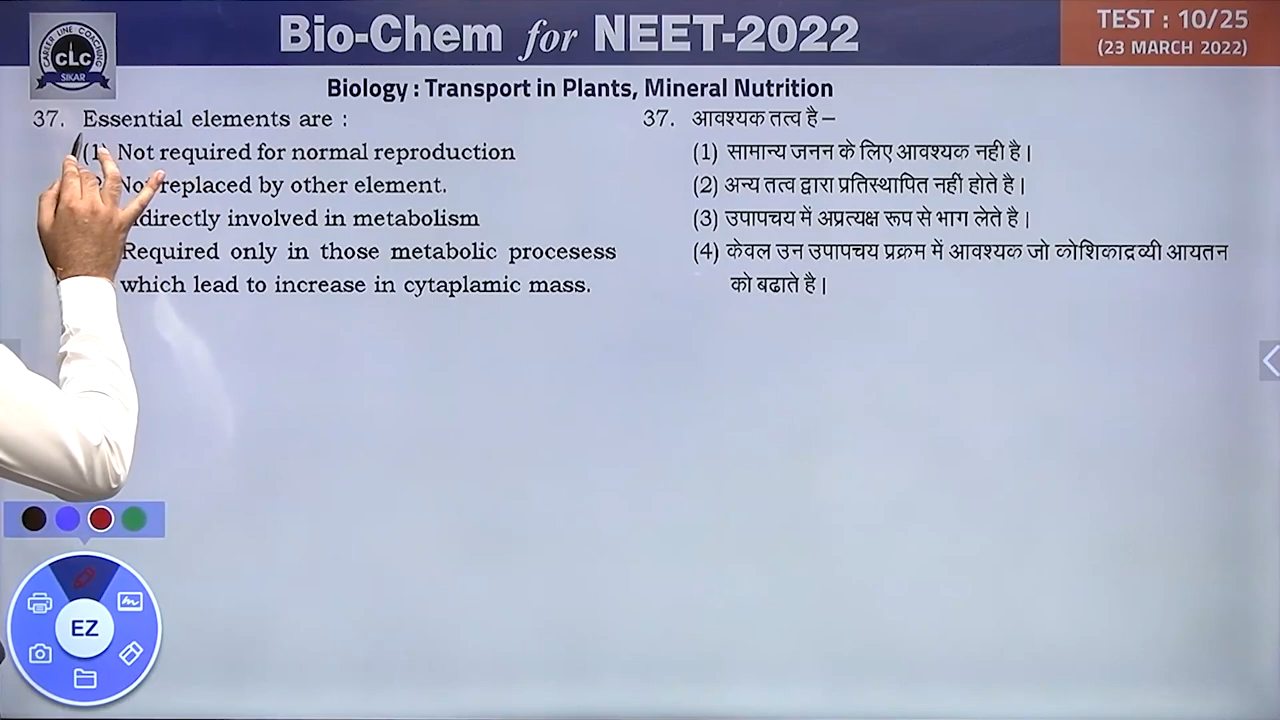 Bio-Chem for NEET-2022
TEST : 10/25
(23 MARCH 2022)
CAREER LINE COACHING
CLC
SIKAR
Biology : Transport in Plants, Mineral Nutrition
37. Essential elements are :
(1) Not required for normal reproduction
replaced by other element.
directly involved in metabolism
Required only in those metabolic procesess
which lead to increase in cytaplamic mass.
37. आवश्यक तत्व है –
(1) सामान्य जनन के लिए आवश्यक नही है।
(2) अन्य तत्व द्वारा प्रतिस्थापित नहीं होते है।
(3) उपापचय में अप्रत्यक्ष रूप से भाग लेते है।
(4) केवल उन उपापचय प्रक्रम में आवश्यक जो कोशिकाद्रव्यी आयतन
को बढाते है।
EZ